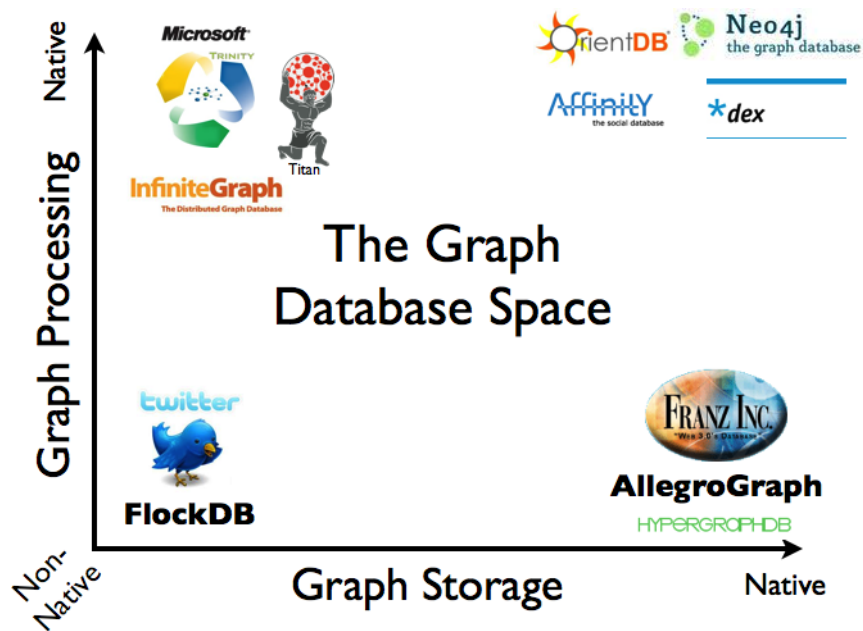 Microsoft®
TRINITY
Titan
InfiniteGraph
The Distributed Graph Database
OrientDB®
Neo4j
the graph database
AffinitY
the social database
*dex
Native
Graph Processing
The Graph
Database Space
twitter
FlockDB
FRANZ INC.
"Web 3.0's Database"
AllegroGraph
HYPERGRAPHDB
Non-
Native
Graph Storage
Native